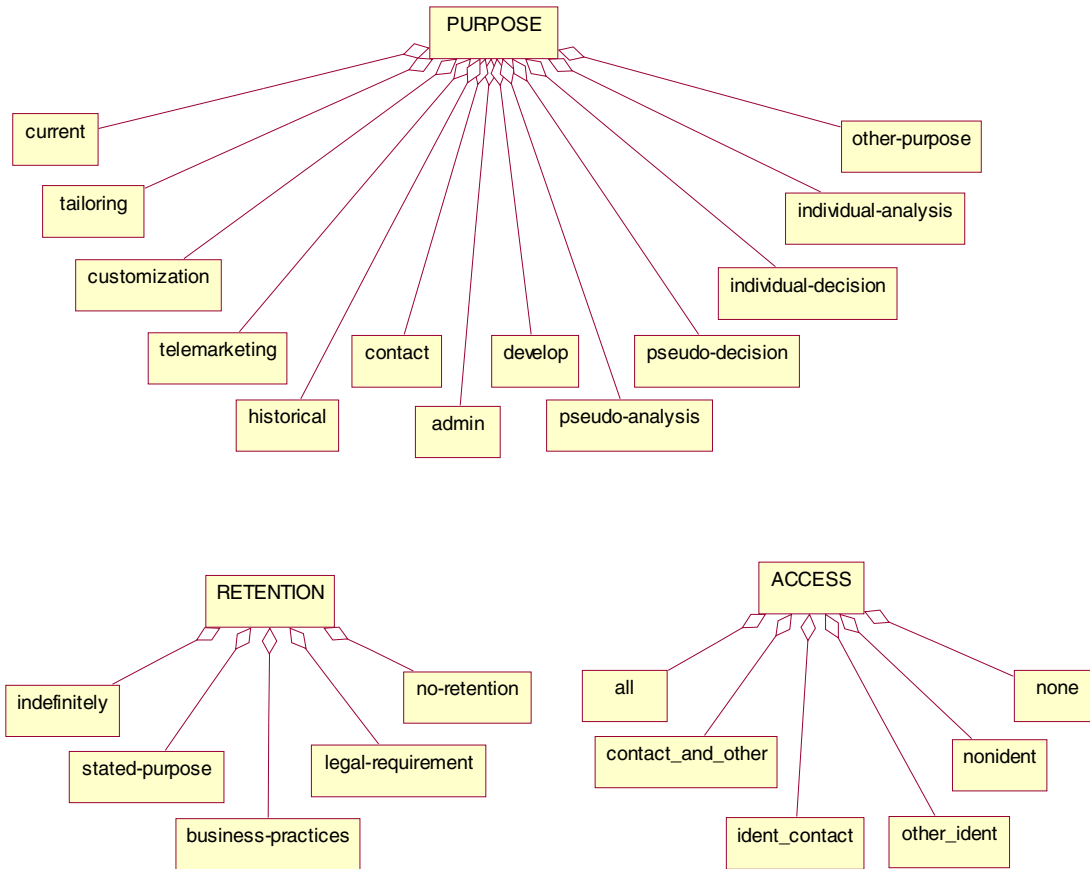 PURPOSE
current
other-purpose
tailoring
individual-analysis
customization
individual-decision
telemarketing
contact
develop
pseudo-decision
historical
admin
pseudo-analysis
RETENTION
indefinitely
no-retention
stated-purpose
legal-requirement
business-practices
ACCESS
all
none
contact_and_other
nonident
ident_contact
other_ident